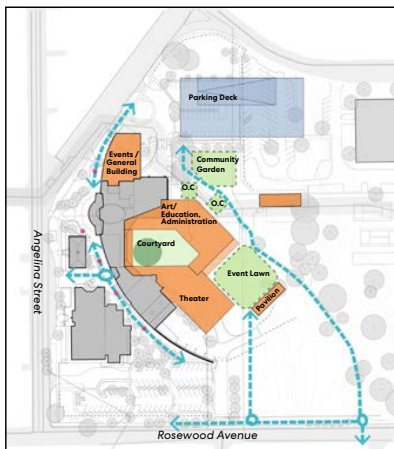 Parking Deck
Events /
General
Building
Community
Garden
O.C
O.C
Art/
Education,
Administration
Courtyard
Event Lawn
Theater
Pavilion
Angelina Street
Rosewood Avenue